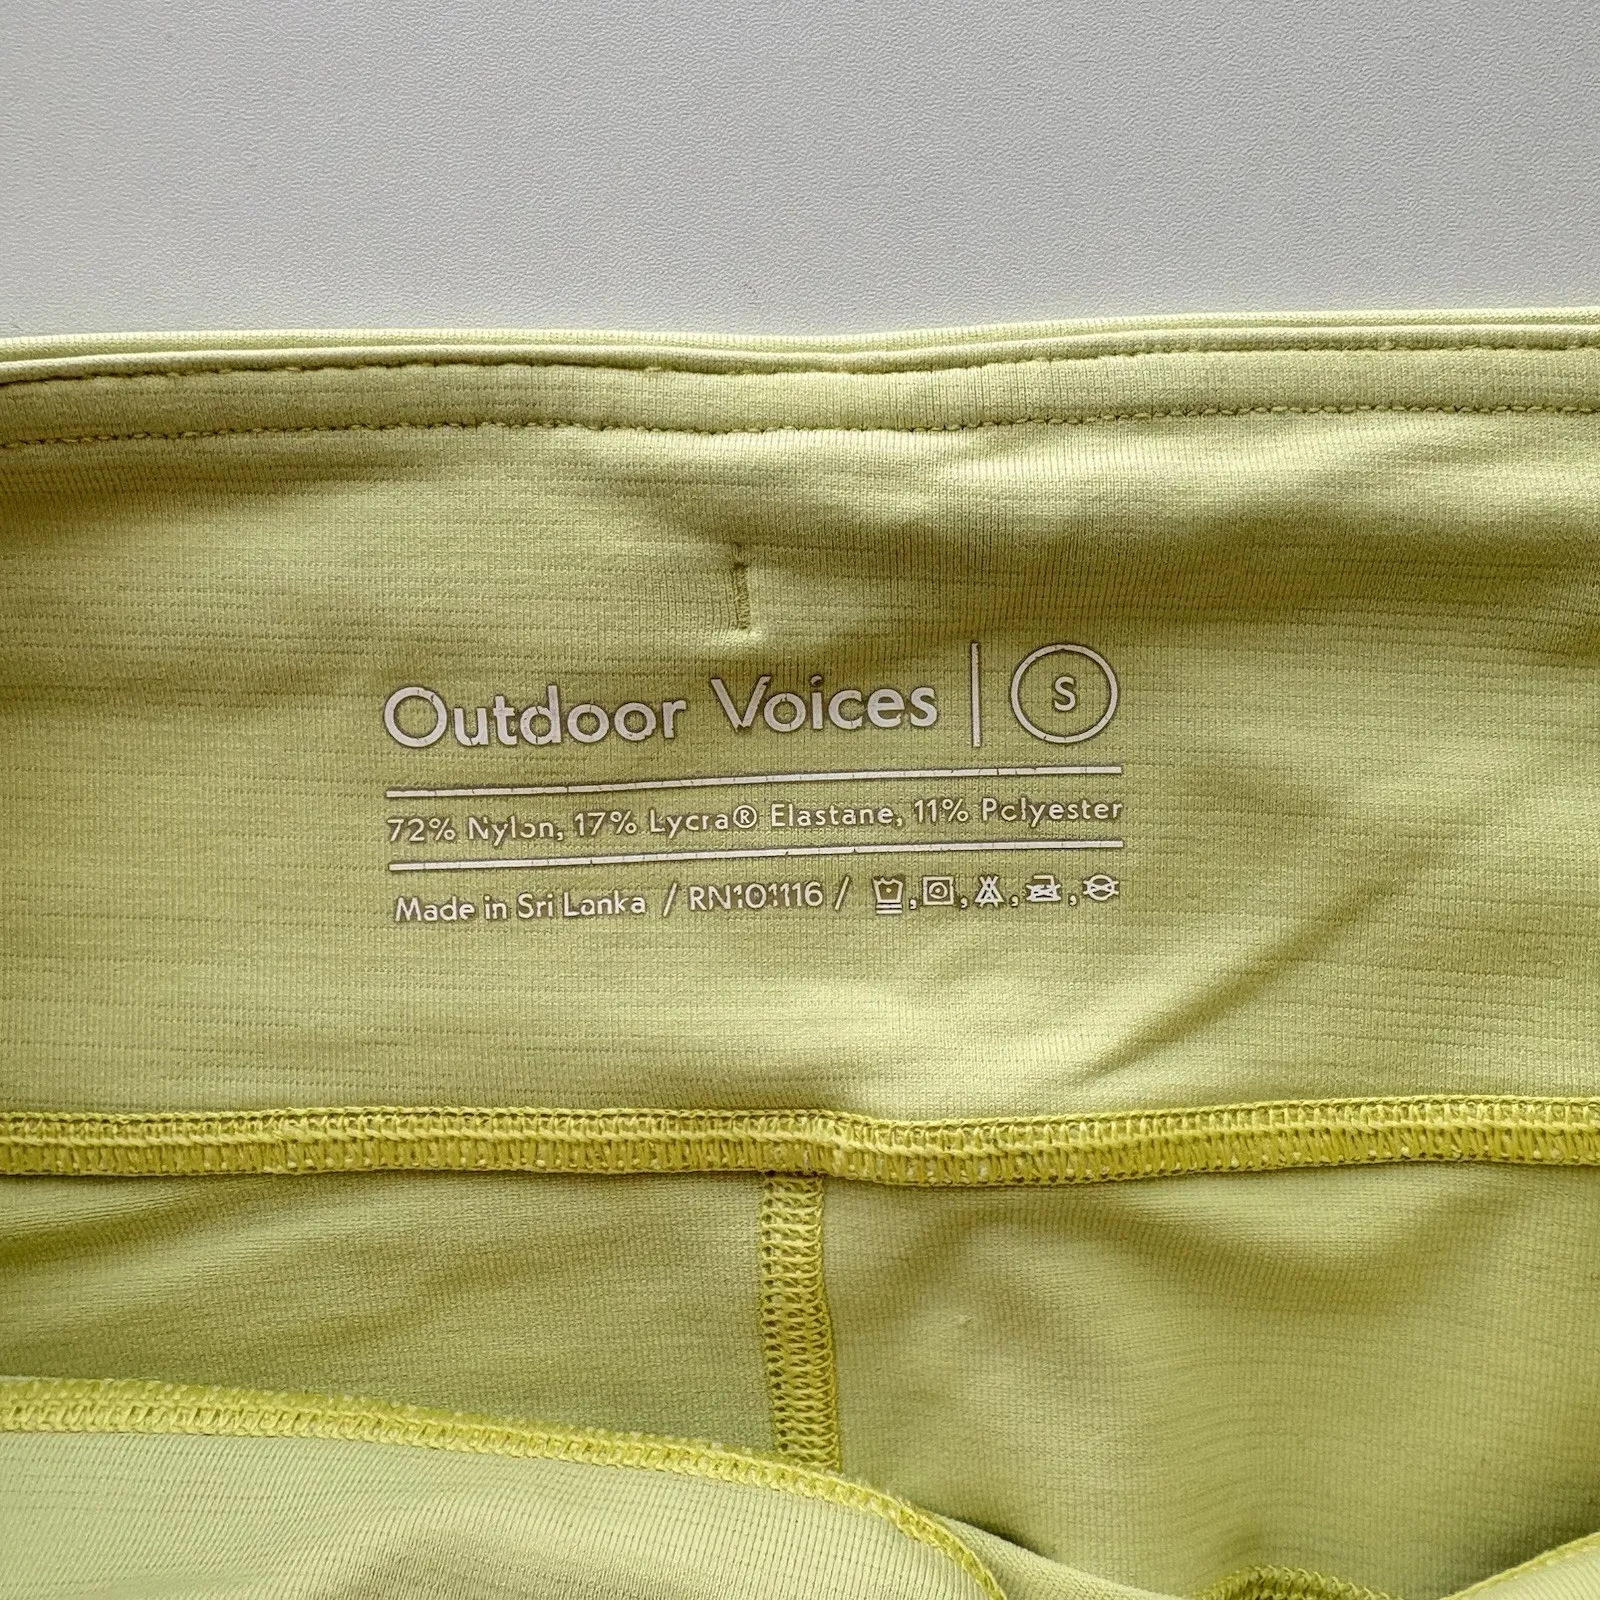 Outdoor Voices | S
72% Nylon, 17% Lycra® Elastane, 11% Polyester
Made in Sri Lanka / RN101116 /